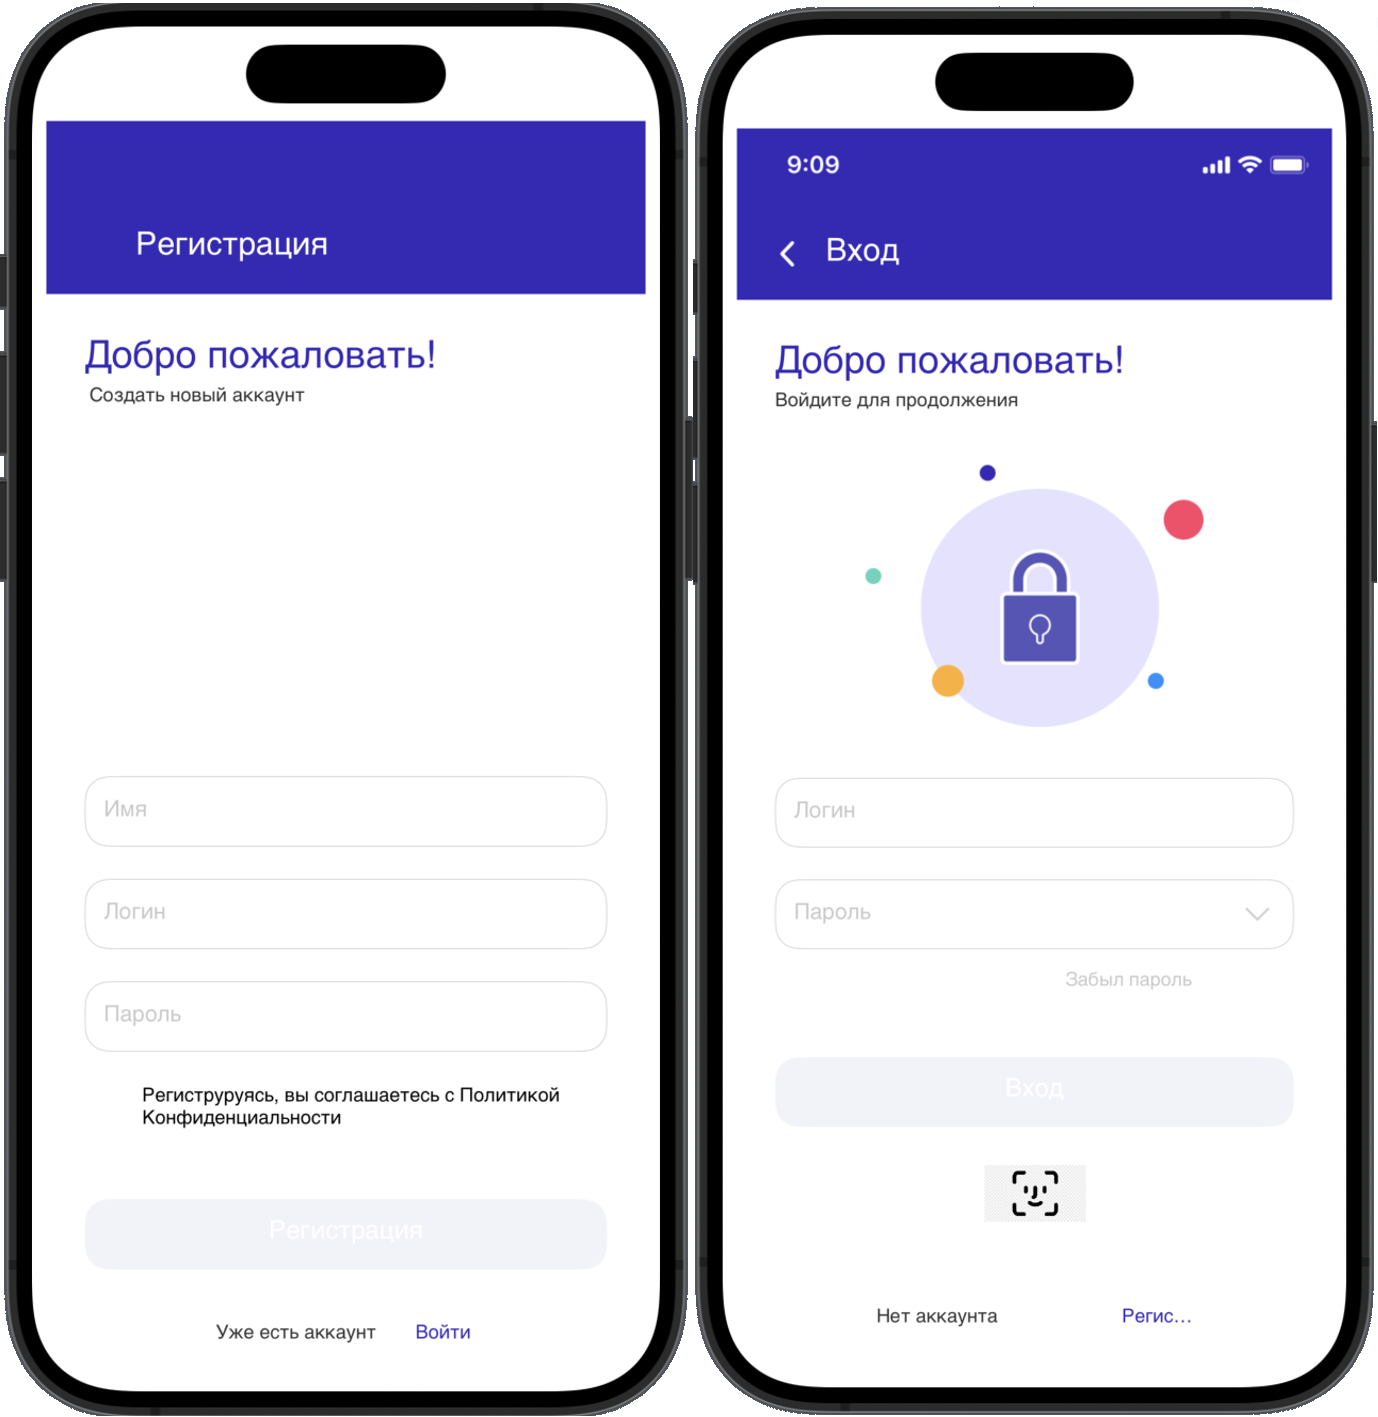 Регистрация
Добро пожаловать!
Создать новый аккаунт
Имя
Логин
Пароль
Региструруясь, вы соглашаетесь с Политикой
Конфиденциальности
Регистрация
Уже есть аккаунт Войти
9:09
Вход
Добро пожаловать!
Войдите для продолжения
Логин
Пароль
Забыл пароль
Вход
Нет аккаунта Регис...